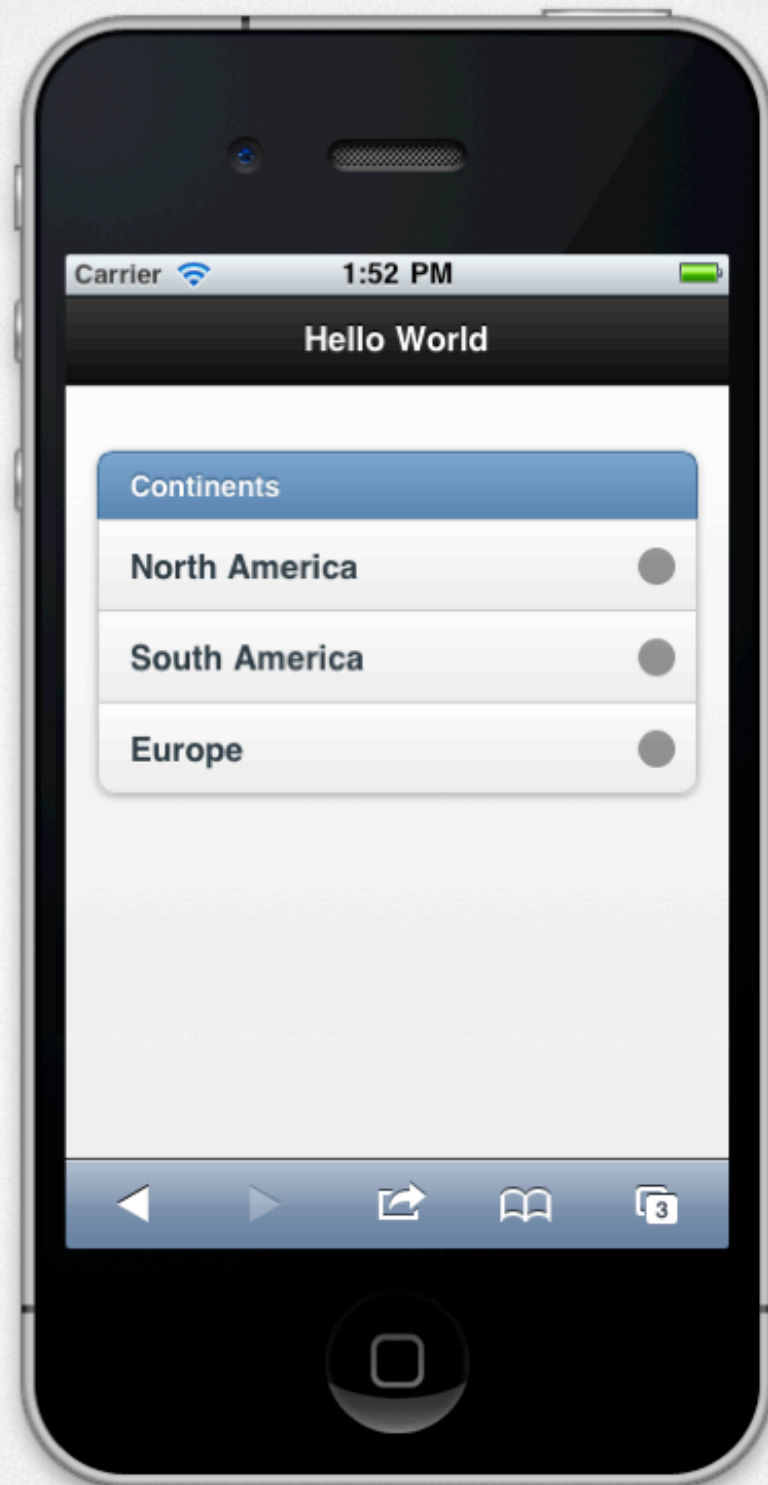 Carrier 1:52 PM
Hello World
Continents
North America
South America
Europe
3